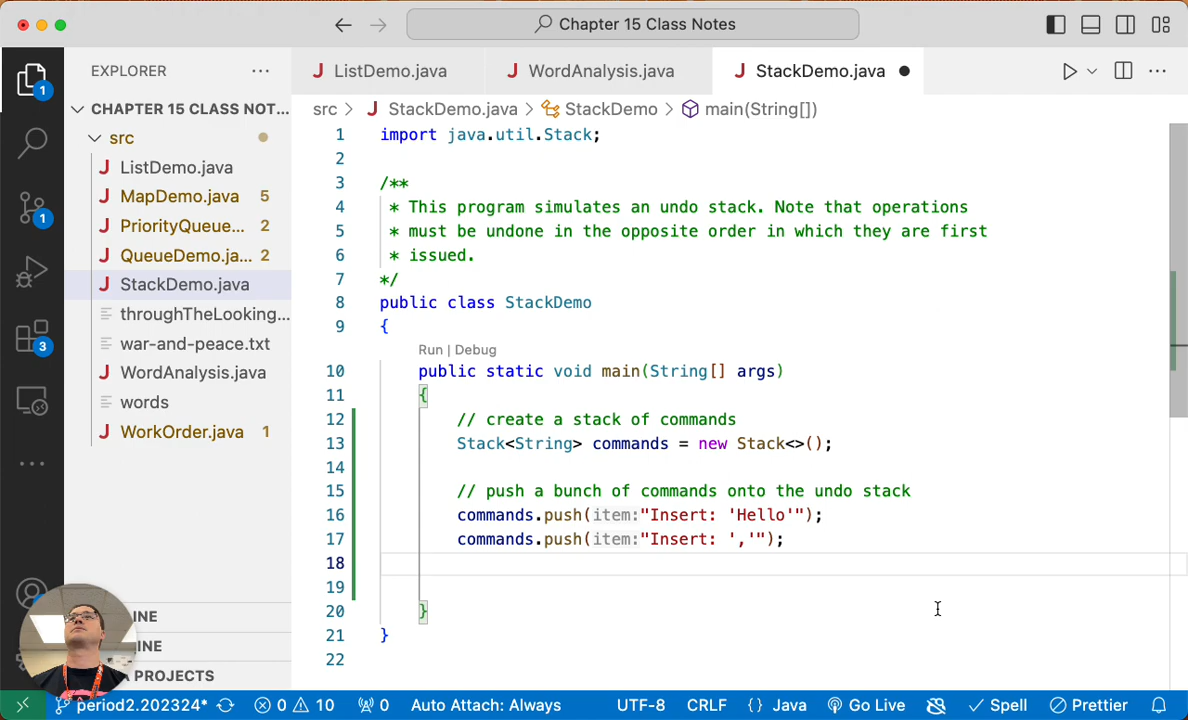 Chapter 15 Class Notes
EXPLORER
ListDemo.java
WordAnalysis.java
StackDemo.java
CHAPTER 15 CLASS NOT...
src
ListDemo.java
MapDemo.java 5
PriorityQueue... 2
QueueDemo.ja... 2
StackDemo.java
throughTheLooking...
war-and-peace.txt
WordAnalysis.java
words
WorkOrder.java 1
INE
INE
PROJECTS
1
1
3
src > StackDemo.java > StackDemo > main(String[])
1 import java.util.Stack;
2
3 /**
4 * This program simulates an undo stack. Note that operations
5 * must be undone in the opposite order in which they are first
6 * issued.
7 */
8 public class StackDemo
9 {
Run | Debug
10 public static void main(String[] args)
11 {
12 // create a stack of commands
13 Stack<String> commands = new Stack<>();
14
15 // push a bunch of commands onto the undo stack
16 commands.push(item:"Insert: 'Hello'");
17 commands.push(item:"Insert: ','");
18
19
20 }
21 }
22
period2.202324* 0 10 0 Auto Attach: Always UTF-8 CRLF {} Java Go Live Spell Prettier